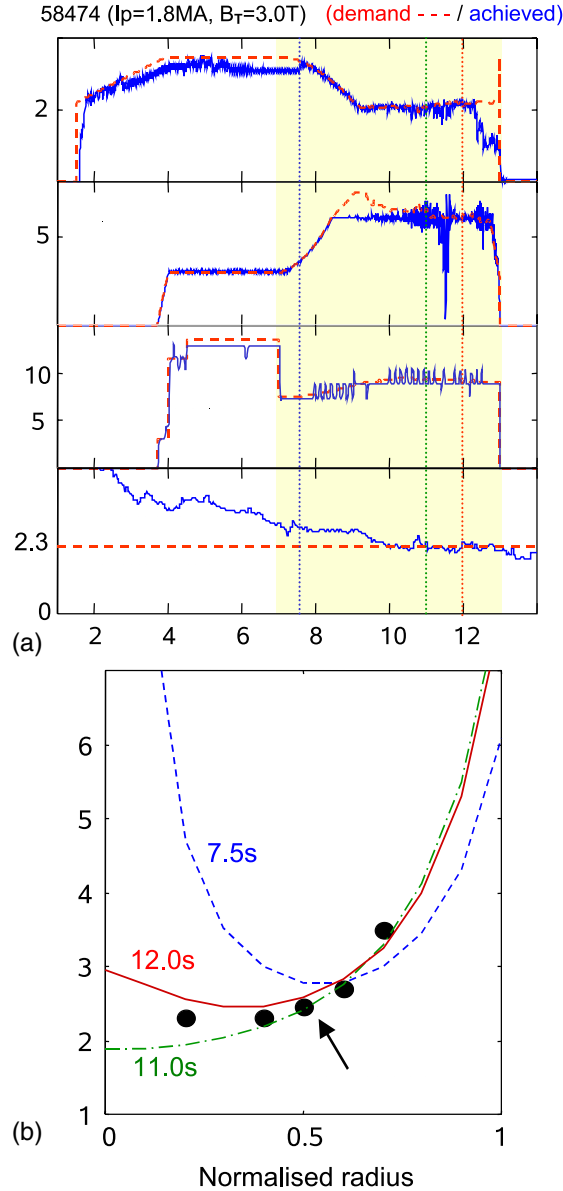 58474 (Ip=1.8MA, B_T=3.0T) (demand --- / achieved)
2
5
10
5
2.3
0
(a) 2 4 6 8 10 12
6
5
7.5s
4
3
12.0s
2
11.0s
1
(b) 0 0.5 1
Normalised radius